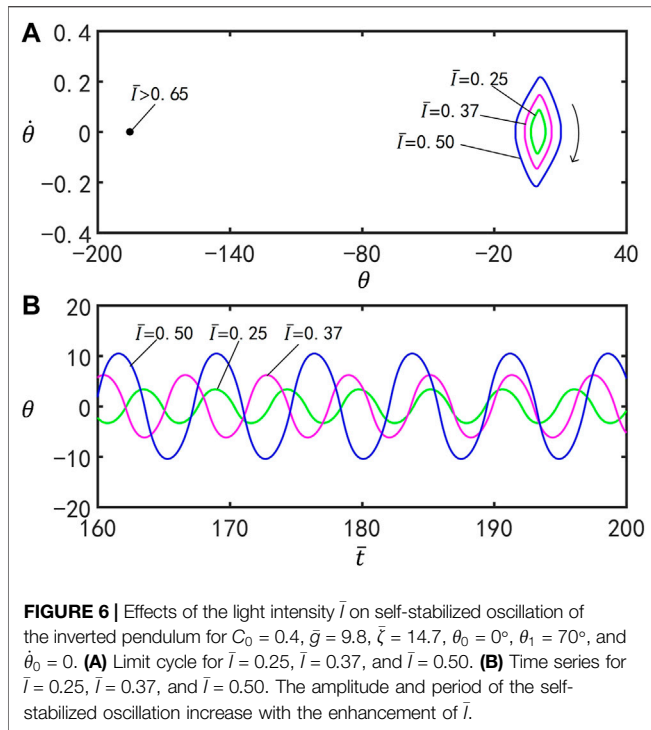 A
0.4
0.2
0
−0.2
−0.4
θ̇
Ī>0.65
Ī=0.25
Ī=0.37
Ī=0.50
−200 −140 −80 −20 40
θ
B
20
10
0
−10
−20
θ
Ī=0.50 Ī=0.25 Ī=0.37
160 170 180 190 200
t̄
FIGURE 6 | Effects of the light intensity Ī on self-stabilized oscillation of
the inverted pendulum for C₀ = 0.4, ḡ = 9.8, ζ̄ = 14.7, θ₀ = 0°, θ₁ = 70°, and
θ̇₀ = 0. (A) Limit cycle for Ī = 0.25, Ī = 0.37, and Ī = 0.50. (B) Time series for
Ī = 0.25, Ī = 0.37, and Ī = 0.50. The amplitude and period of the self-
stabilized oscillation increase with the enhancement of Ī.